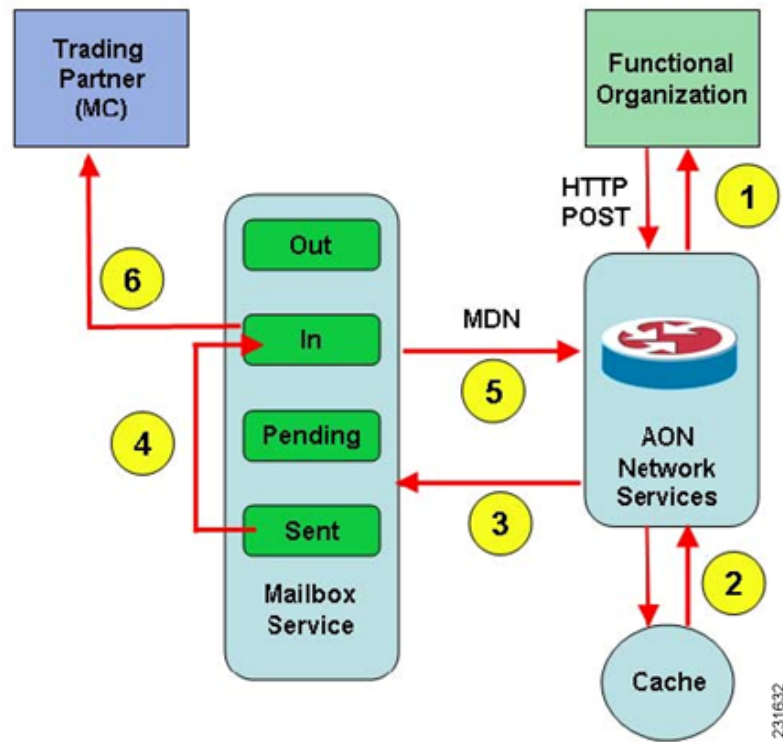 Trading
Partner
(MC)
Functional
Organization
HTTP
POST
1
Out
6
In
MDN
5
4
Pending
AON
Network
Services
3
Sent
Mailbox
Service
2
Cache
231632